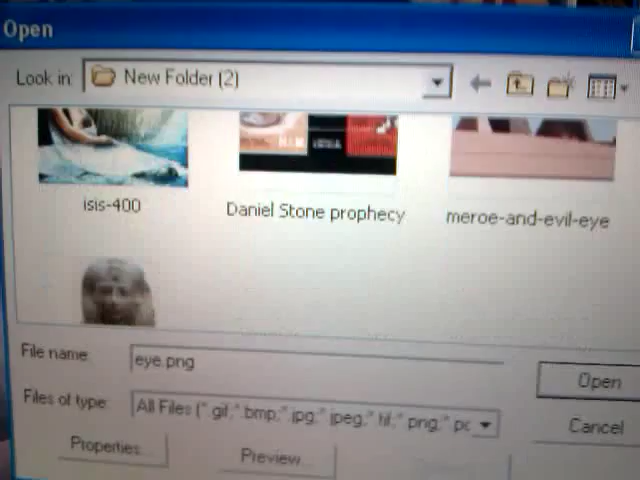 Open
Look in: New Folder (2)
isis-400
Daniel Stone prophecy
meroe-and-evil-eye
File name: eye.png
Open
Files of type: All Files (*.gif;*.bmp;*.jpg;*.jpeg;*.tif;*.png;*.pc
Cancel
Properties...
Preview...